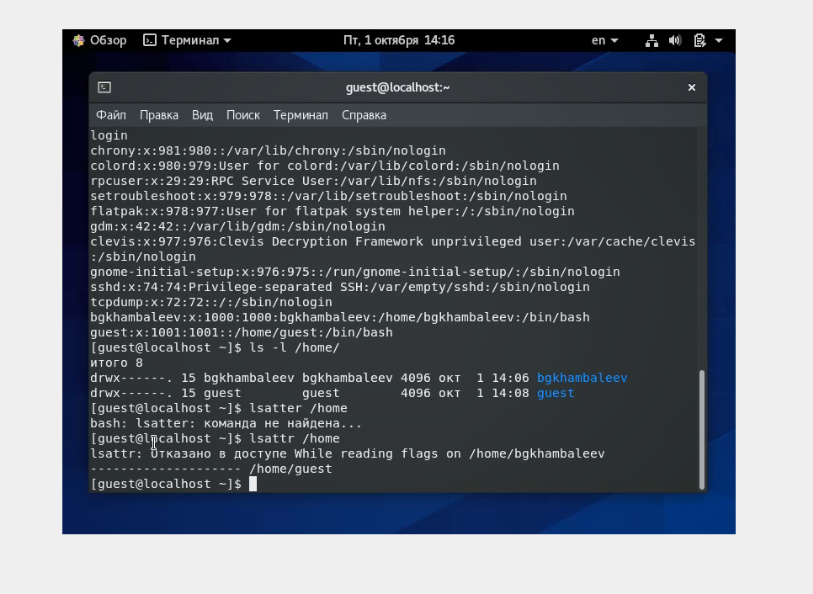 Обзор Терминал Пт, 1 октября 14:16 en
guest@localhost:~ ×
Файл Правка Вид Поиск Терминал Справка
login
chrony:x:981:980::/var/lib/chrony:/sbin/nologin
colord:x:980:979:User for colord:/var/lib/colord:/sbin/nologin
rpcuser:x:29:29:RPC Service User:/var/lib/nfs:/sbin/nologin
setroubleshoot:x:979:978::/var/lib/setroubleshoot:/sbin/nologin
flatpak:x:978:977:User for flatpak system helper:/:/sbin/nologin
gdm:x:42:42::/var/lib/gdm:/sbin/nologin
clevis:x:977:976:Clevis Decryption Framework unprivileged user:/var/cache/clevis
:/sbin/nologin
gnome-initial-setup:x:976:975::/run/gnome-initial-setup/:/sbin/nologin
sshd:x:74:74:Privilege-separated SSH:/var/empty/sshd:/sbin/nologin
tcpdump:x:72:72::/:/sbin/nologin
bgkhambaleev:x:1000:1000:bgkhambaleev:/home/bgkhambaleev:/bin/bash
guest:x:1001:1001::/home/guest:/bin/bash
[guest@localhost ~]$ ls -l /home/
итого 8
drwx------. 15 bgkhambaleev bgkhambaleev 4096 окт  1 14:06 bgkhambaleev
drwx------. 15 guest        guest        4096 окт  1 14:08 guest
[guest@localhost ~]$ lsatter /home
bash: lsatter: команда не найдена...
[guest@localhost ~]$ lsattr /home
lsattr: Отказано в доступе While reading flags on /home/bgkhambaleev
-------------------- /home/guest
[guest@localhost ~]$